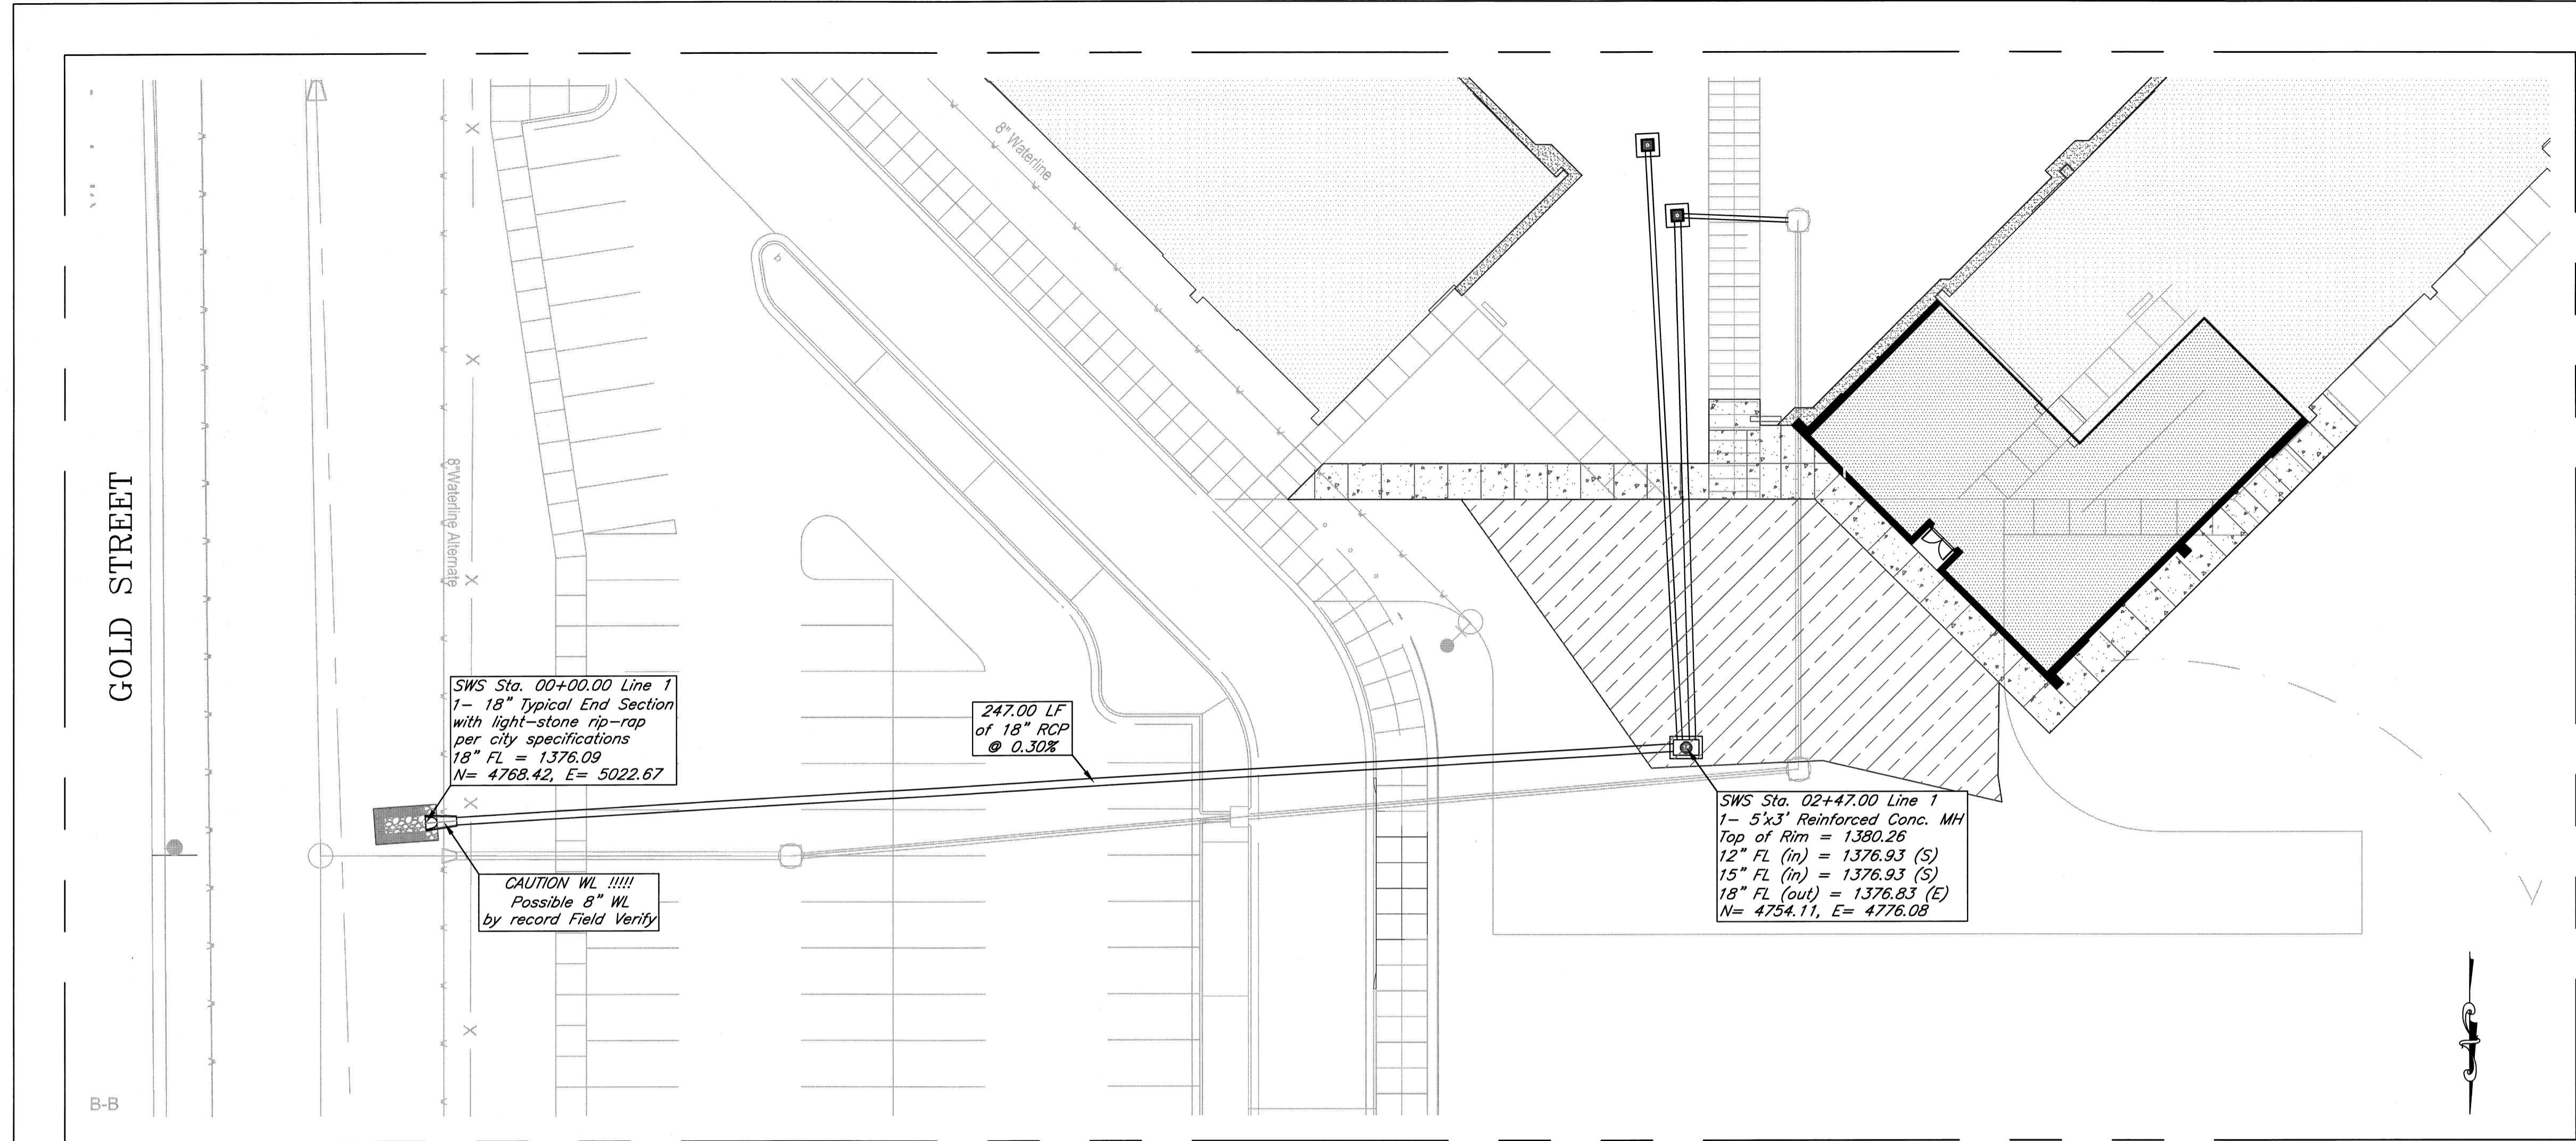 8" Waterline
8"Waterline Alternate
GOLD STREET
SWS Sta. 00+00.00 Line 1
1- 18" Typical End Section
with light-stone rip-rap
per city specifications
18" FL = 1376.09
N= 4768.42, E= 5022.67
247.00 LF
of 18" RCP
@ 0.30%
SWS Sta. 02+47.00 Line 1
1- 5'x3' Reinforced Conc. MH
Top of Rim = 1380.26
12" FL (in) = 1376.93 (S)
15" FL (in) = 1376.93 (S)
18" FL (out) = 1376.83 (E)
N= 4754.11, E= 4776.08
CAUTION WL !!!!!
Possible 8" WL
by record Field Verify
B-B